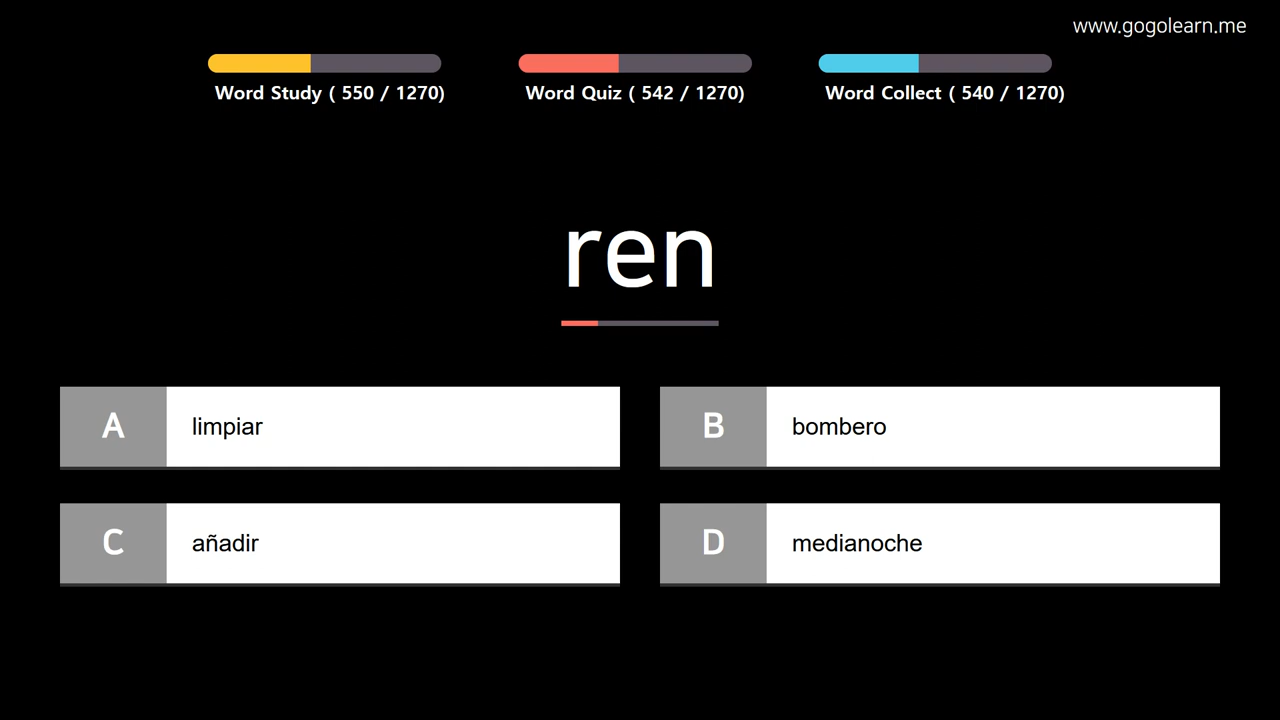 www.gogolearn.me
Word Study ( 550 / 1270)
Word Quiz ( 542 / 1270)
Word Collect ( 540 / 1270)
ren
A limpiar
B bombero
C añadir
D medianoche